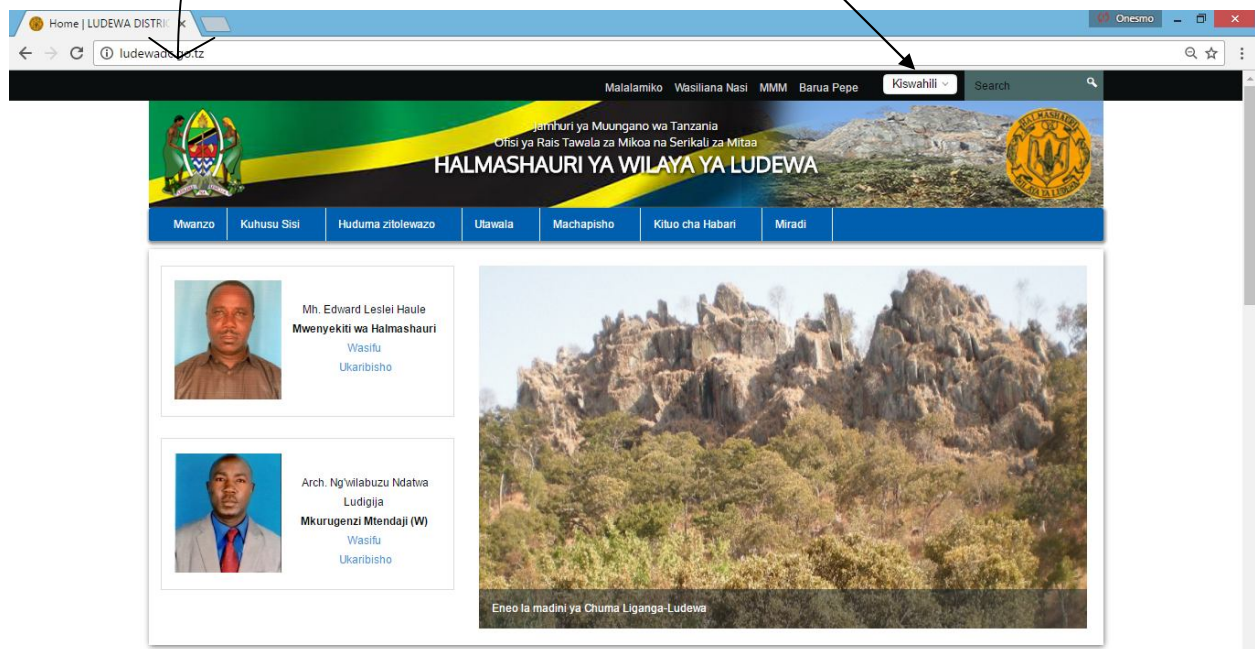 Home | LUDEWA DISTRIC
Onesmo
ludewadc.go.tz
Malalamiko Wasiliana Nasi MMM Barua Pepe Kiswahili Search
Jamhuri ya Muungano wa Tanzania
Ofisi ya Rais Tawala za Mikoa na Serikali za Mitaa
HALMASHAURI YA WILAYA YA LUDEWA
Mwanzo Kuhusu Sisi Huduma zitolewazo Utawala Machapisho Kituo cha Habari Miradi
Mh. Edward Leslei Haule
Mwenyekiti wa Halmashauri
Wasifu
Ukaribisho
Arch. Ng'wilabuzu Ndatwa
Ludigija
Mkurugenzi Mtendaji (W)
Wasifu
Ukaribisho
Eneo la madini ya Chuma Liganga-Ludewa